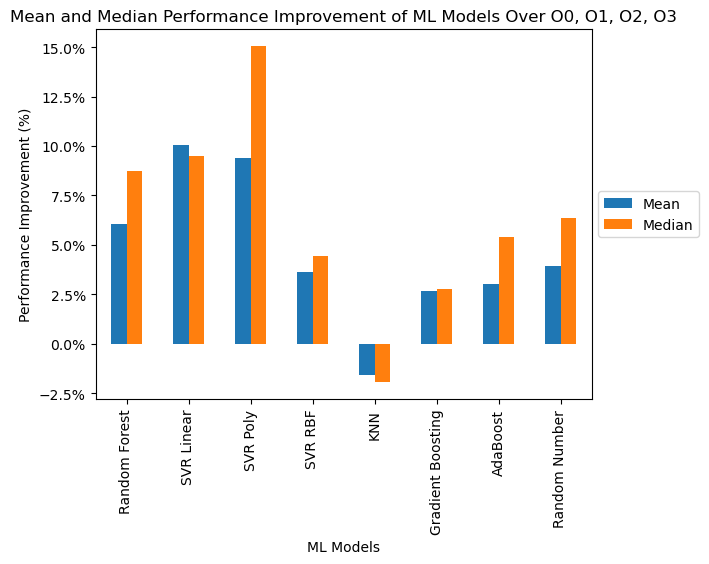 Mean and Median Performance Improvement of ML Models Over O0, O1, O2, O3
15.0%
12.5%
10.0%
7.5%
5.0%
2.5%
0.0%
−2.5%
Performance Improvement (%)
Mean
Median
Random Forest
SVR Linear
SVR Poly
SVR RBF
KNN
Gradient Boosting
AdaBoost
Random Number
ML Models